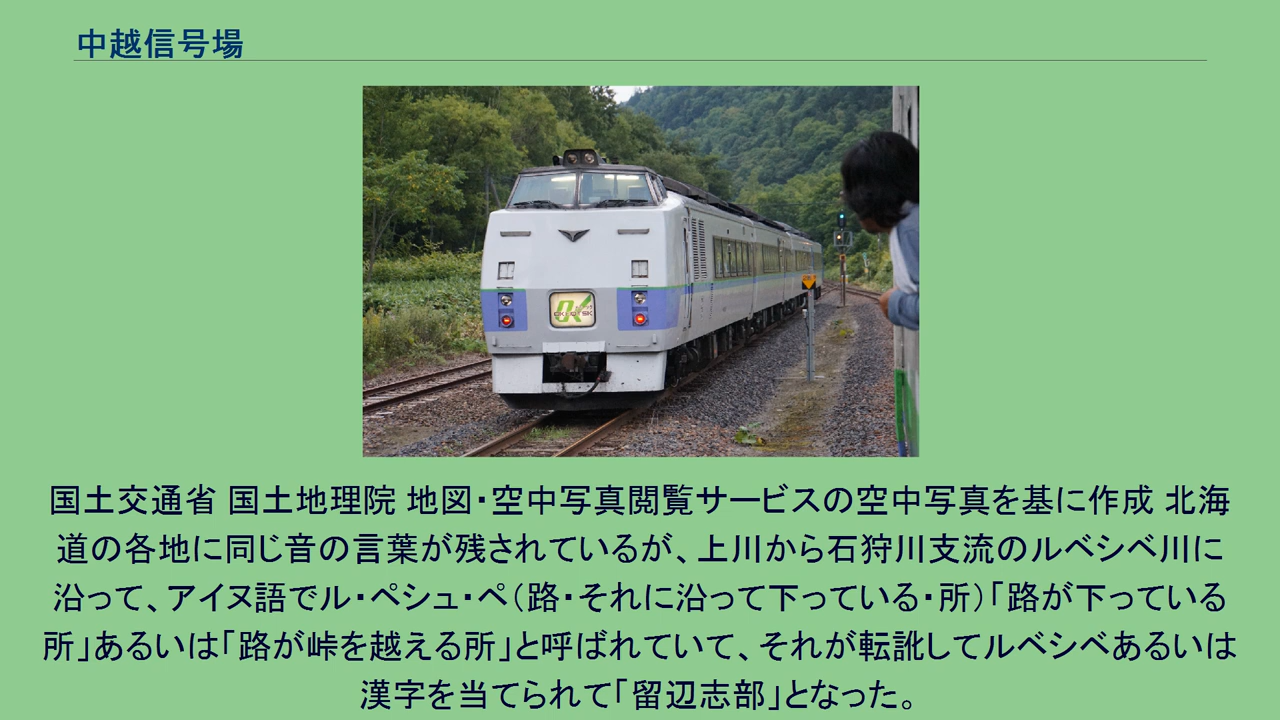 中越信号場
国土交通省 国土地理院 地図・空中写真閲覧サービスの空中写真を基に作成 北海
道の各地に同じ音の言葉が残されているが、上川から石狩川支流のルベシベ川に
沿って、アイヌ語でル・ペシュ・ペ（路・それに沿って下っている・所）「路が下っている
所」あるいは「路が峠を越える所」と呼ばれていて、それが転訛してルベシベあるいは
漢字を当てられて「留辺志部」となった。